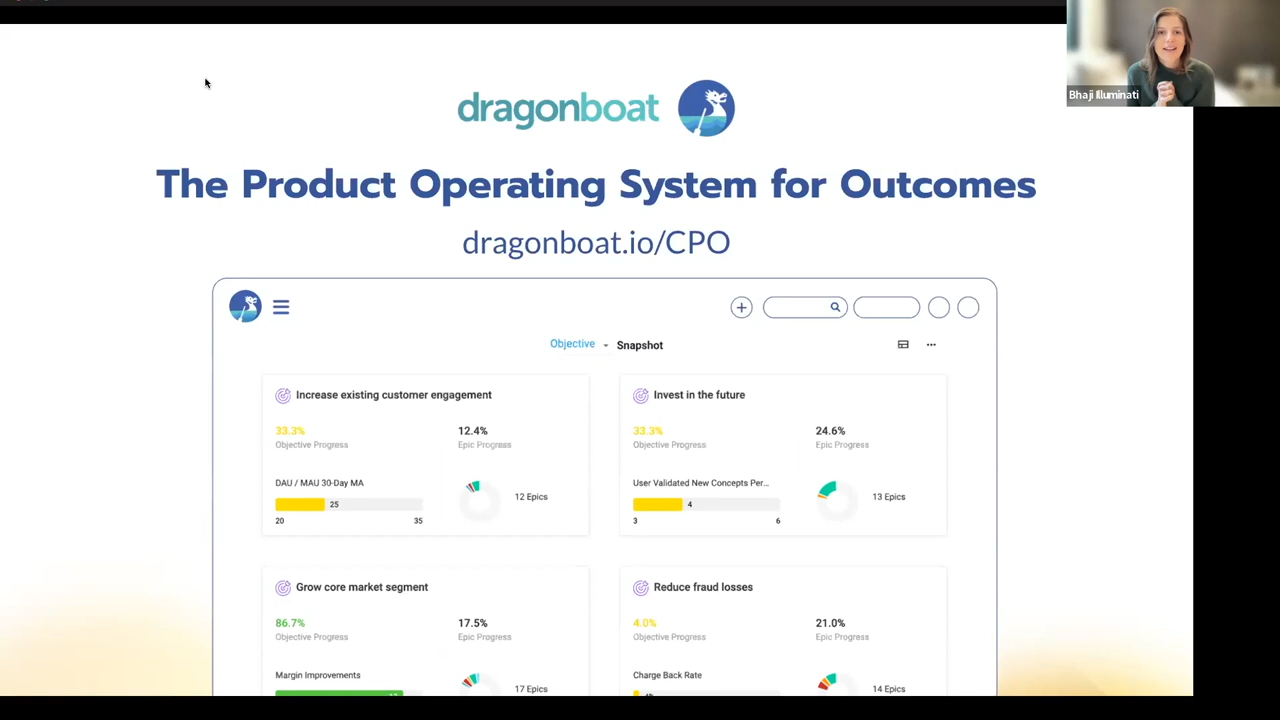 Bhaji Illuminati
dragonboat
The Product Operating System for Outcomes
dragonboat.io/CPO
Objective Snapshot
Increase existing customer engagement
33.3% 12.4%
Objective Progress Epic Progress
DAU / MAU 30-Day MA
25
12 Epics
20 35
Invest in the future
33.3% 24.6%
Objective Progress Epic Progress
User Validated New Concepts Per...
4
13 Epics
3 6
Grow core market segment
86.7% 17.5%
Objective Progress Epic Progress
Margin Improvements
17 Epics
Reduce fraud losses
4.0% 21.0%
Objective Progress Epic Progress
Charge Back Rate
14 Epics